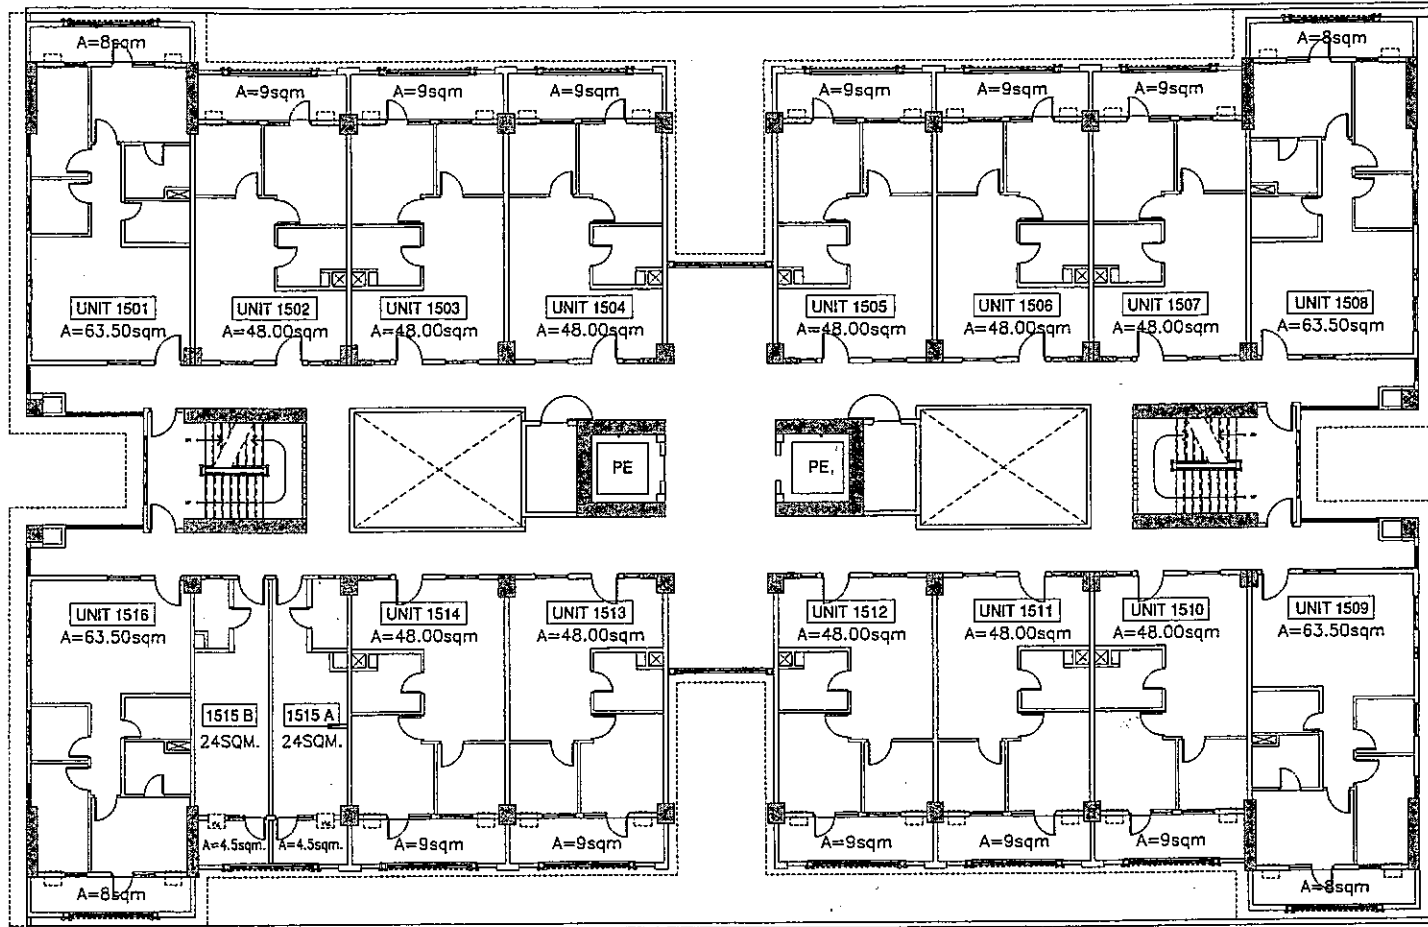 A=8sqm
A=8sqm
A=9sqm
A=9sqm
A=9sqm
A=9sqm
A=9sqm
A=9sqm
UNIT 1501
A=63.50sqm
UNIT 1502
A=48.00sqm
UNIT 1503
A=48.00sqm
UNIT 1504
A=48.00sqm
UNIT 1505
A=48.00sqm
UNIT 1506
A=48.00sqm
UNIT 1507
A=48.00sqm
UNIT 1508
A=63.50sqm
PE
PE
UNIT 1516
A=63.50sqm
UNIT 1514
A=48.00sqm
UNIT 1513
A=48.00sqm
UNIT 1512
A=48.00sqm
UNIT 1511
A=48.00sqm
UNIT 1510
A=48.00sqm
UNIT 1509
A=63.50sqm
1515 B
24SQM.
1515 A
24SQM.
A=4.5sqm.
A=4.5sqm.
A=9sqm
A=9sqm
A=9sqm
A=9sqm
A=9sqm
A=8sqm
A=8sqm